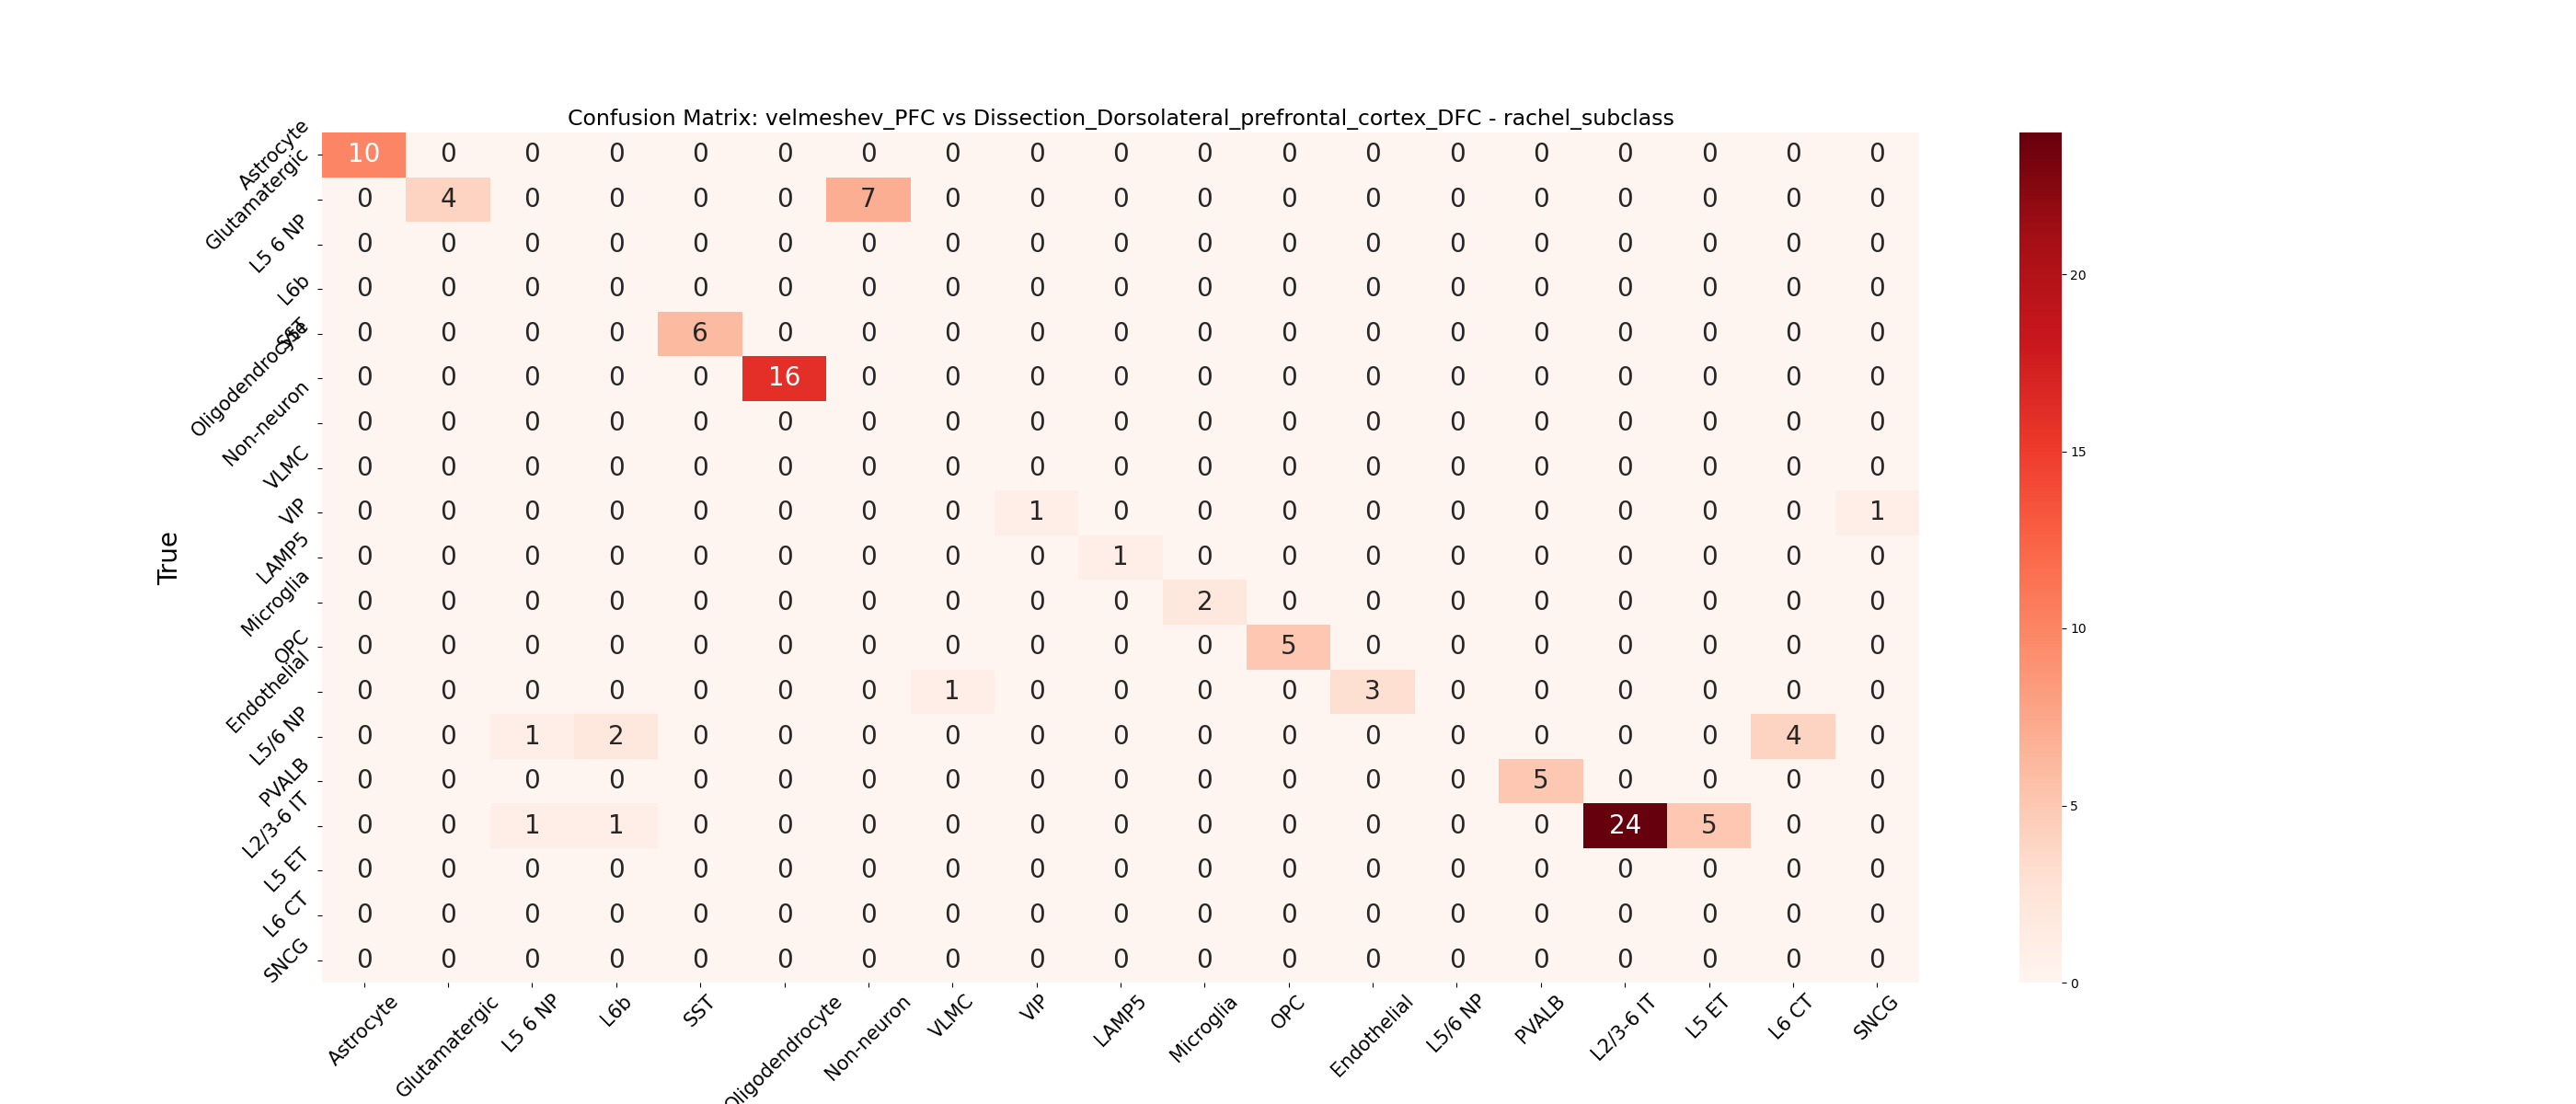 Confusion Matrix: velmeshev_PFC vs Dissection_Dorsolateral_prefrontal_cortex_DFC - rachel_subclass
True
Astrocyte 10 0 0 0 0 0 0 0 0 0 0 0 0 0 0 0 0 0 0
Glutamatergic 0 4 0 0 0 0 7 0 0 0 0 0 0 0 0 0 0 0 0
L5 6 NP 0 0 0 0 0 0 0 0 0 0 0 0 0 0 0 0 0 0 0
L6b 0 0 0 0 0 0 0 0 0 0 0 0 0 0 0 0 0 0 0
SST 0 0 0 0 6 0 0 0 0 0 0 0 0 0 0 0 0 0 0
Oligodendrocyte 0 0 0 0 0 16 0 0 0 0 0 0 0 0 0 0 0 0 0
Non-neuron 0 0 0 0 0 0 0 0 0 0 0 0 0 0 0 0 0 0 0
VLMC 0 0 0 0 0 0 0 0 0 0 0 0 0 0 0 0 0 0 0
VIP 0 0 0 0 0 0 0 0 1 0 0 0 0 0 0 0 0 0 1
LAMP5 0 0 0 0 0 0 0 0 0 1 0 0 0 0 0 0 0 0 0
Microglia 0 0 0 0 0 0 0 0 0 0 2 0 0 0 0 0 0 0 0
OPC 0 0 0 0 0 0 0 0 0 0 0 5 0 0 0 0 0 0 0
Endothelial 0 0 0 0 0 0 0 1 0 0 0 0 3 0 0 0 0 0 0
L5/6 NP 0 0 1 2 0 0 0 0 0 0 0 0 0 0 0 0 0 4 0
PVALB 0 0 0 0 0 0 0 0 0 0 0 0 0 0 5 0 0 0 0
L2/3-6 IT 0 0 1 1 0 0 0 0 0 0 0 0 0 0 0 24 5 0 0
L5 ET 0 0 0 0 0 0 0 0 0 0 0 0 0 0 0 0 0 0 0
L6 CT 0 0 0 0 0 0 0 0 0 0 0 0 0 0 0 0 0 0 0
SNCG 0 0 0 0 0 0 0 0 0 0 0 0 0 0 0 0 0 0 0
Astrocyte Glutamatergic L5 6 NP L6b SST Oligodendrocyte Non-neuron VLMC VIP LAMP5 Microglia OPC Endothelial L5/6 NP PVALB L2/3-6 IT L5 ET L6 CT SNCG
20
15
10
5
0